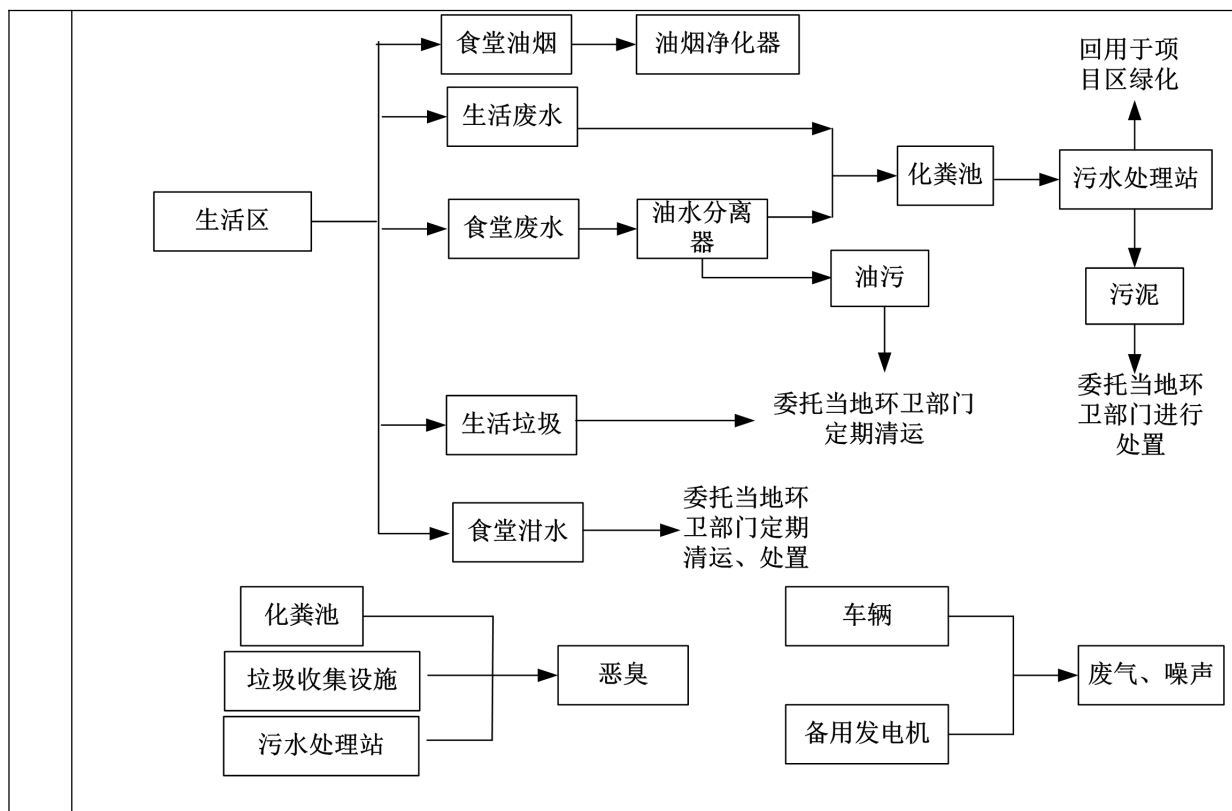 食堂油烟
油烟净化器
回用于项
目区绿化
生活废水
化粪池
污水处理站
生活区
食堂废水
油水分离
器
油污
污泥
生活垃圾
委托当地环卫部门
定期清运
委托当地环
卫部门进行
处置
食堂泔水
委托当地环
卫部门定期
清运、处置
化粪池
垃圾收集设施
污水处理站
恶臭
车辆
备用发电机
废气、噪声